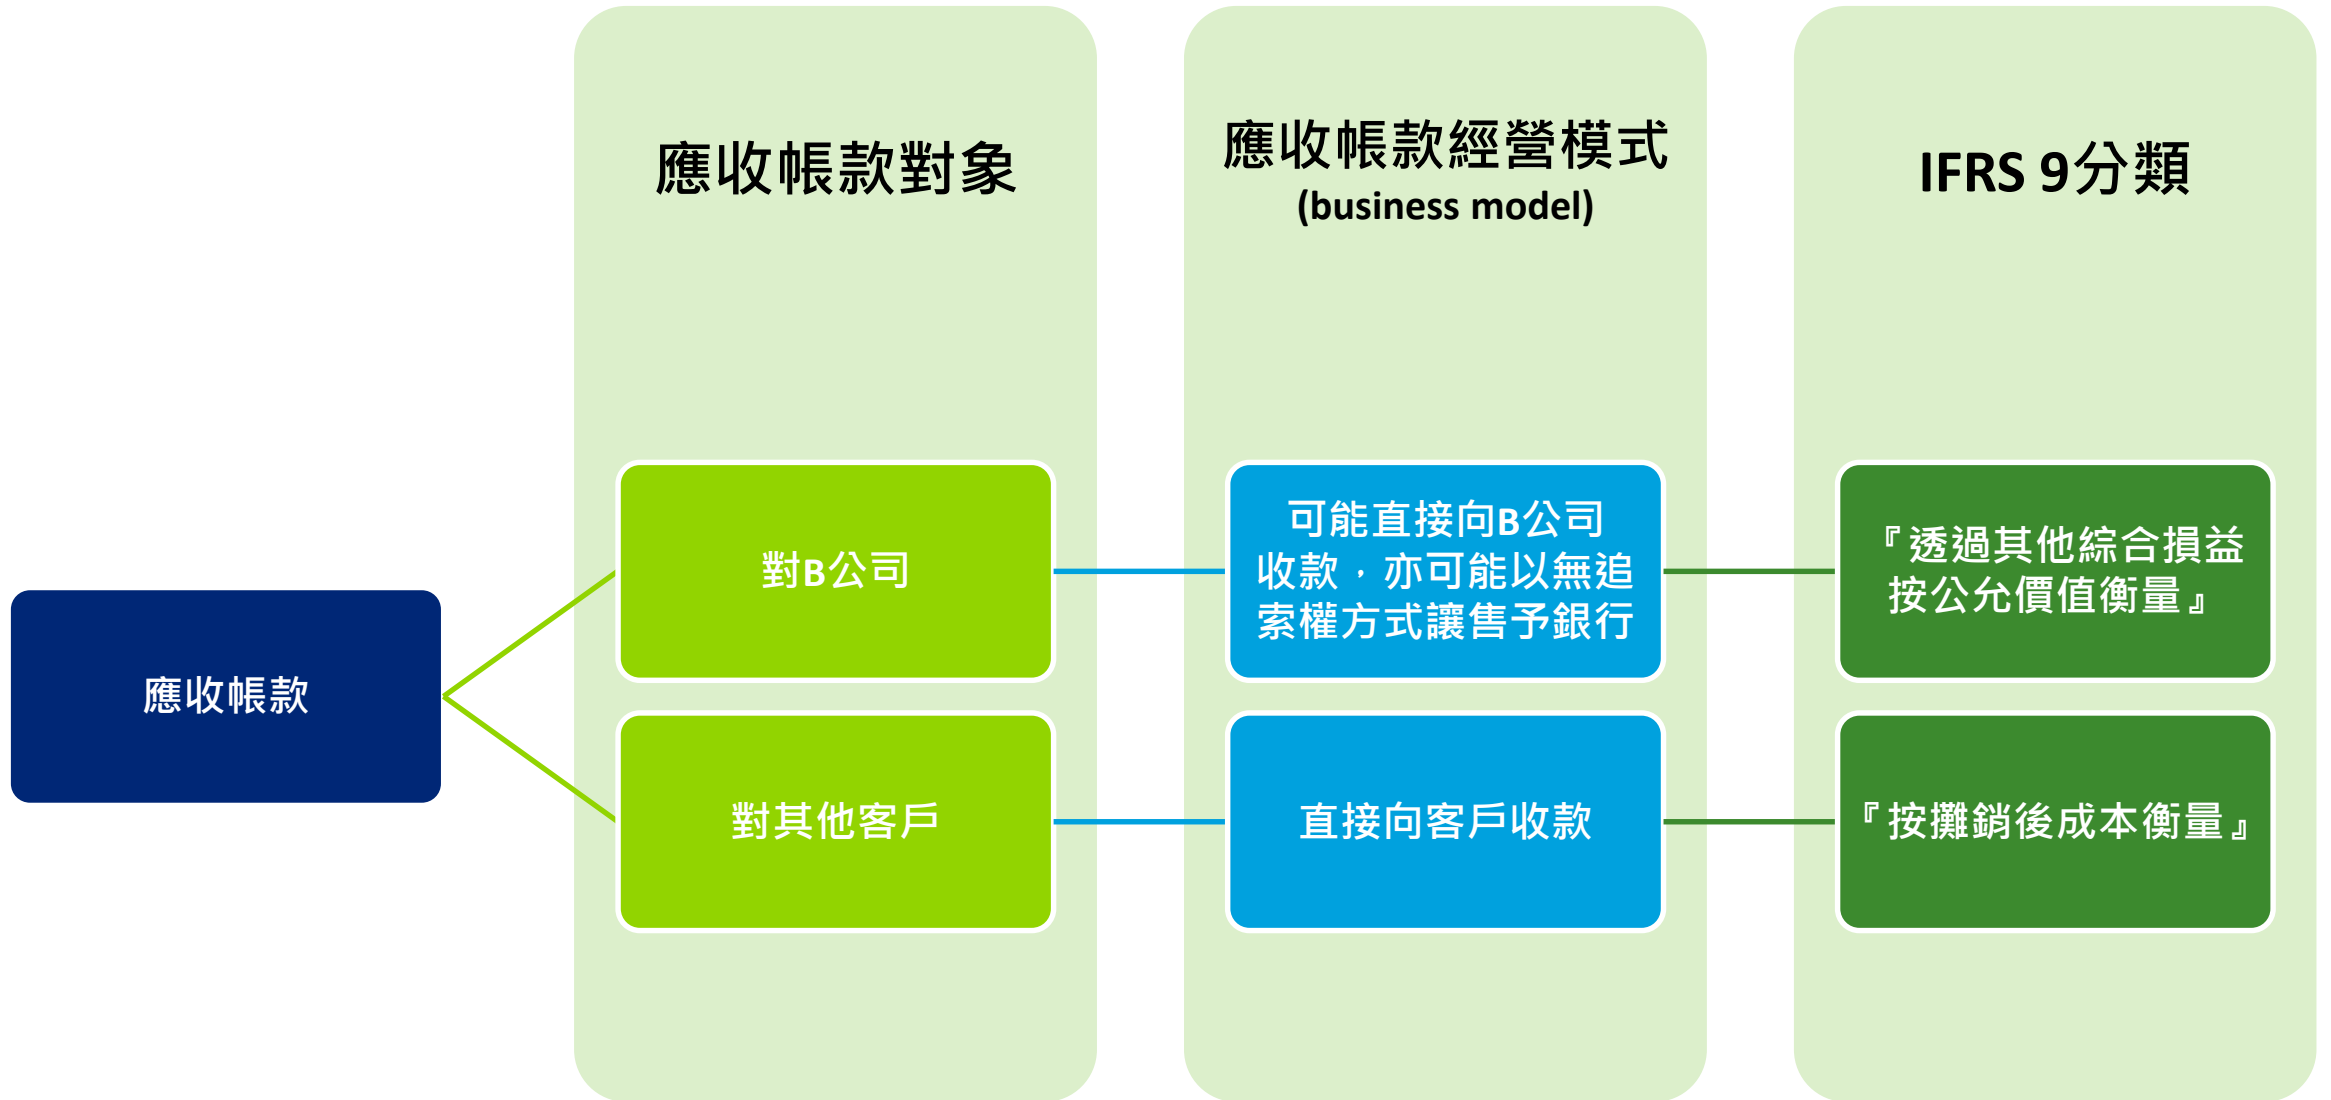 應收帳款對象
應收帳款經營模式
(business model)
IFRS 9分類
應收帳款
對B公司
可能直接向B公司
收款，亦可能以無追
索權方式讓售予銀行
『透過其他綜合損益
按公允價值衡量』
對其他客戶
直接向客戶收款
『按攤銷後成本衡量』